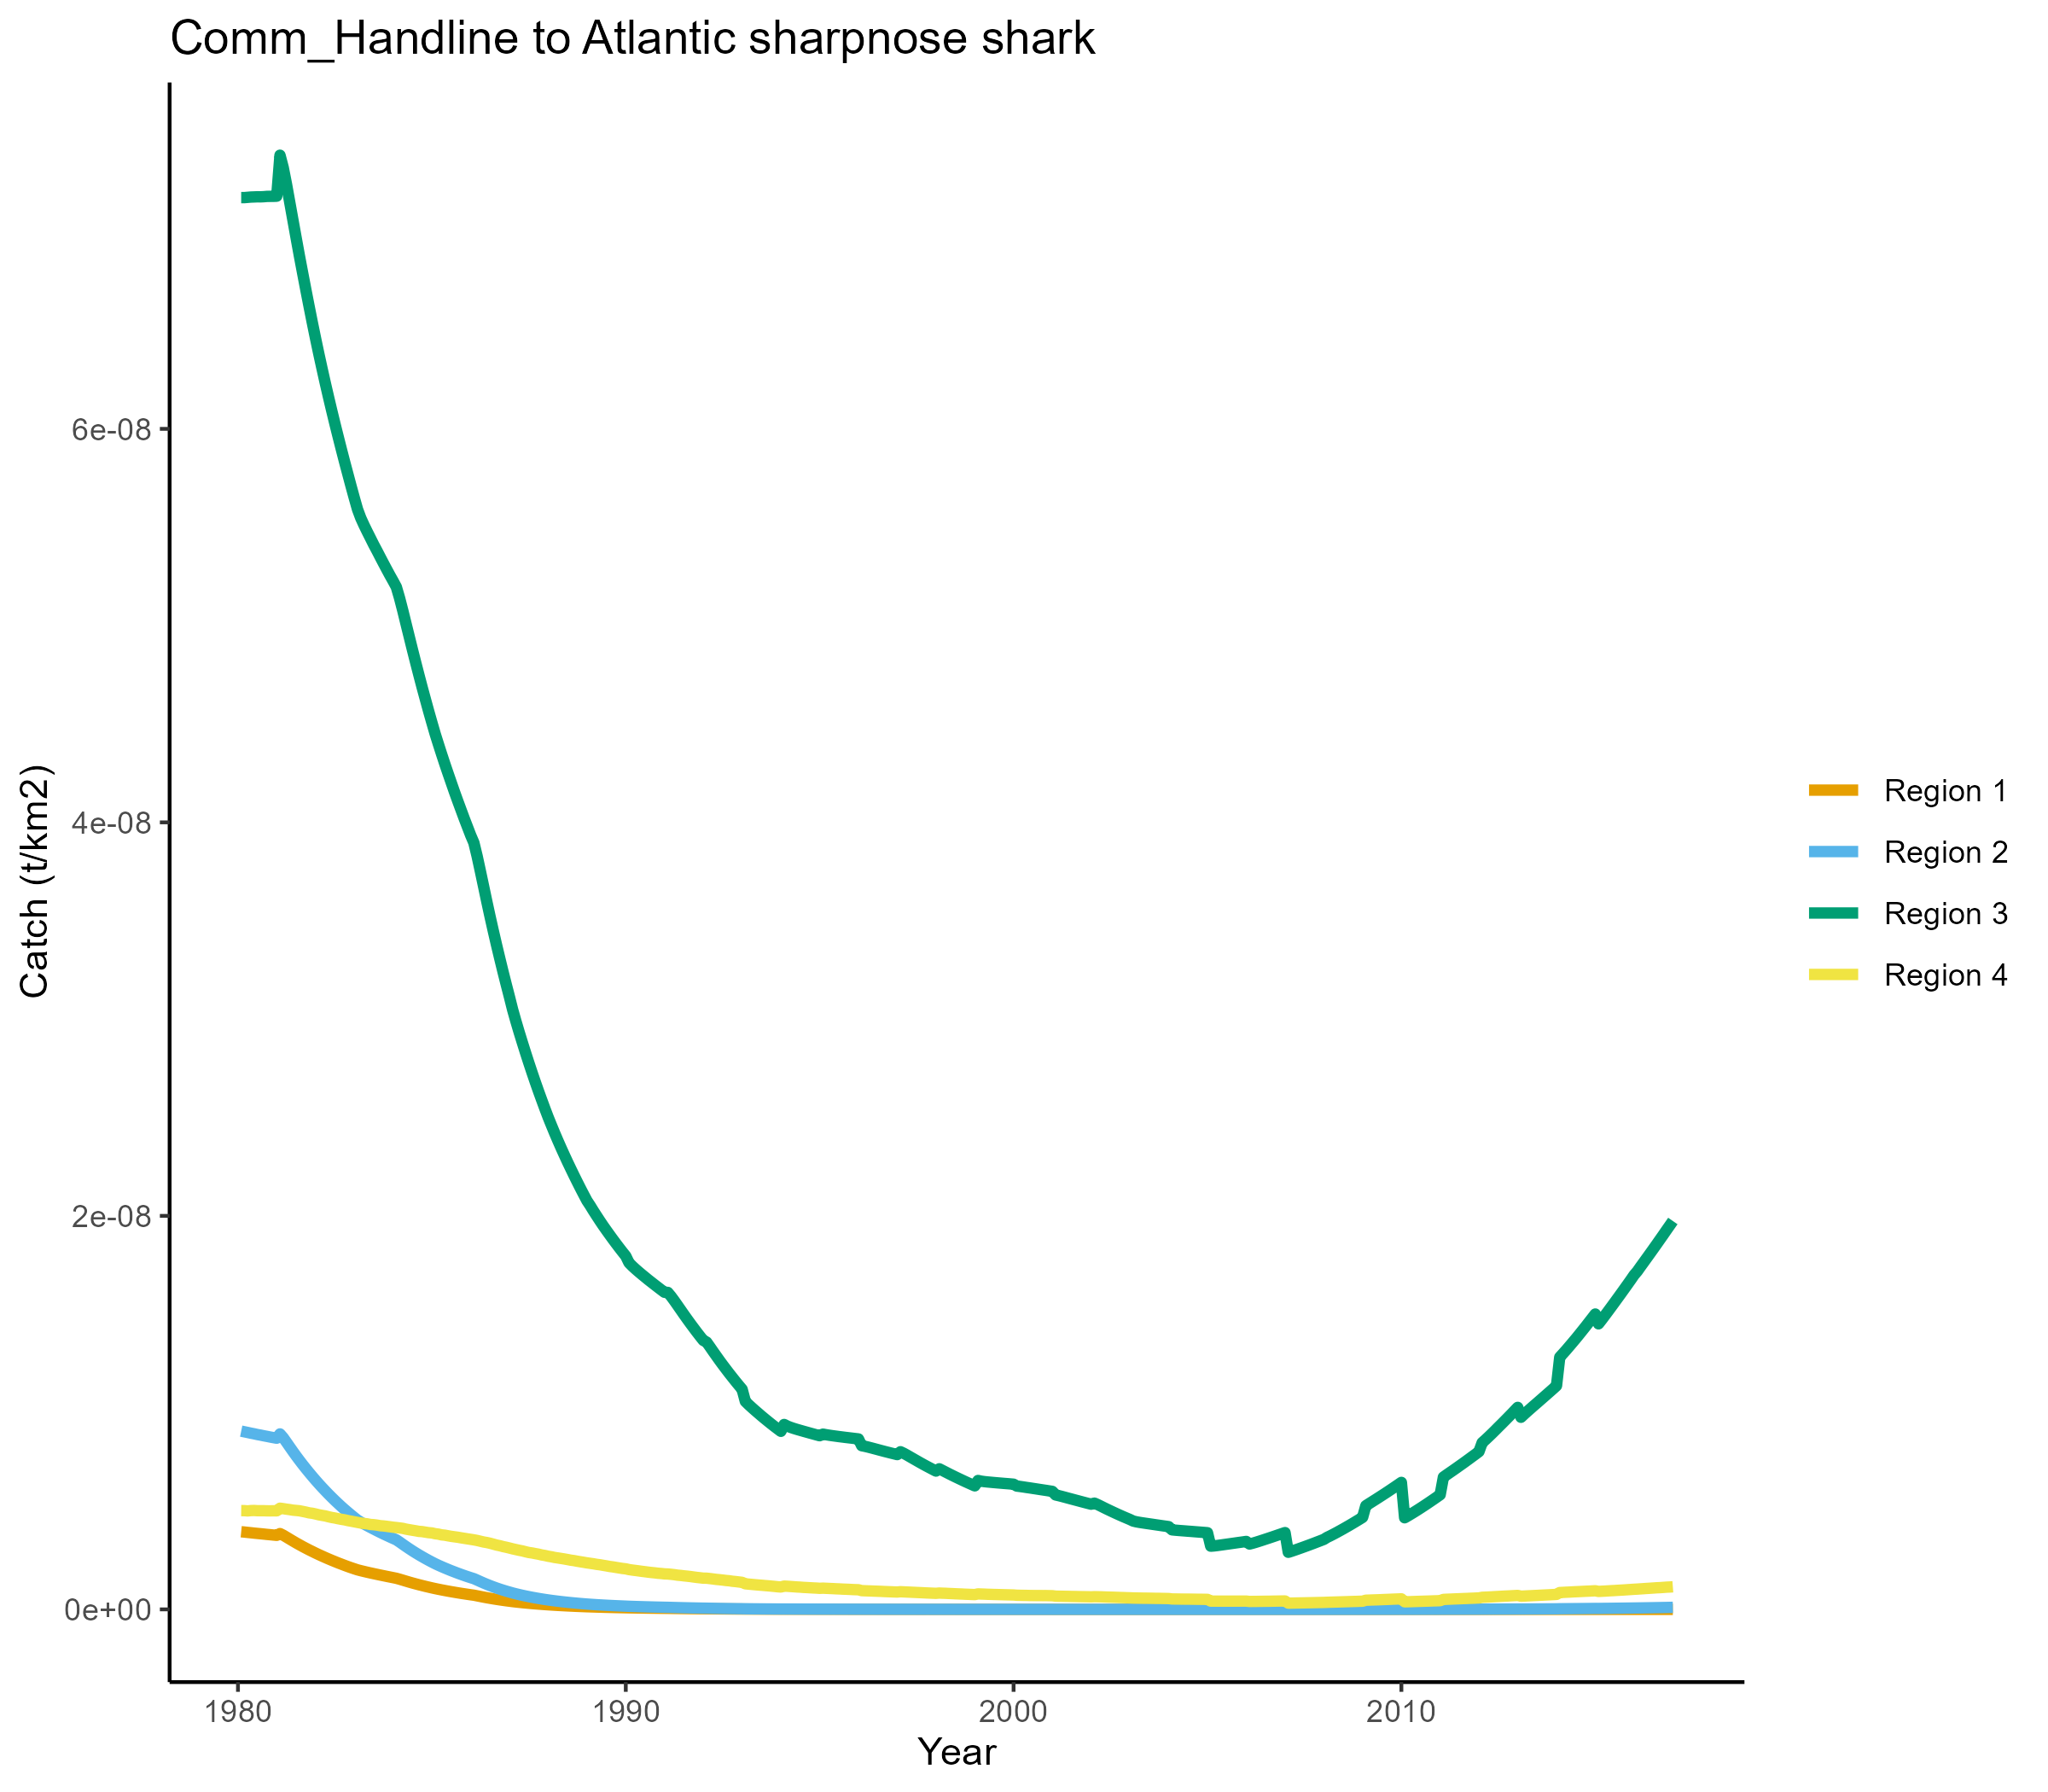 Comm_Handline to Atlantic sharpnose shark
Catch (t/km2)
6e-08
4e-08
2e-08
0e+00
1980 1990 2000 2010
Year
Region 1
Region 2
Region 3
Region 4